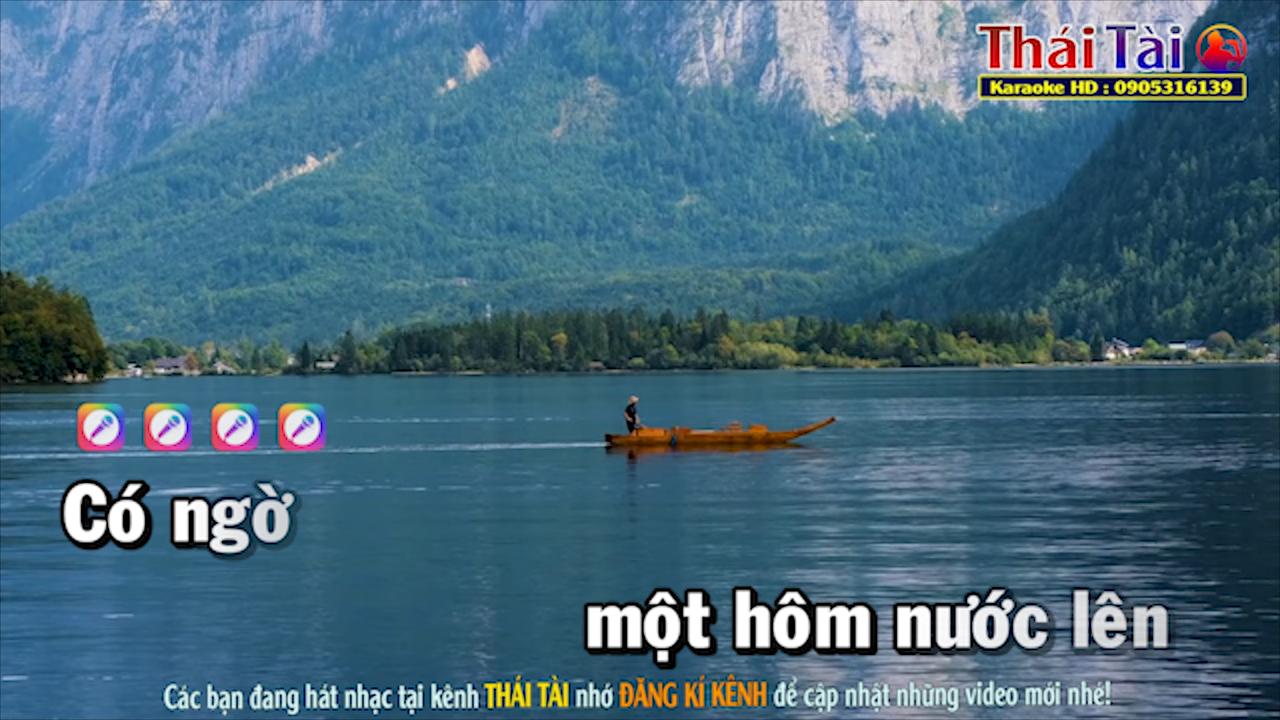 Thái Tài
Karaoke HD : 0905316139
Có ngờ
một hôm nước lên
Các bạn đang hát nhạc tại kênh THÁI TÀI nhớ ĐĂNG KÍ KÊNH để cập nhật những video mới nhé!